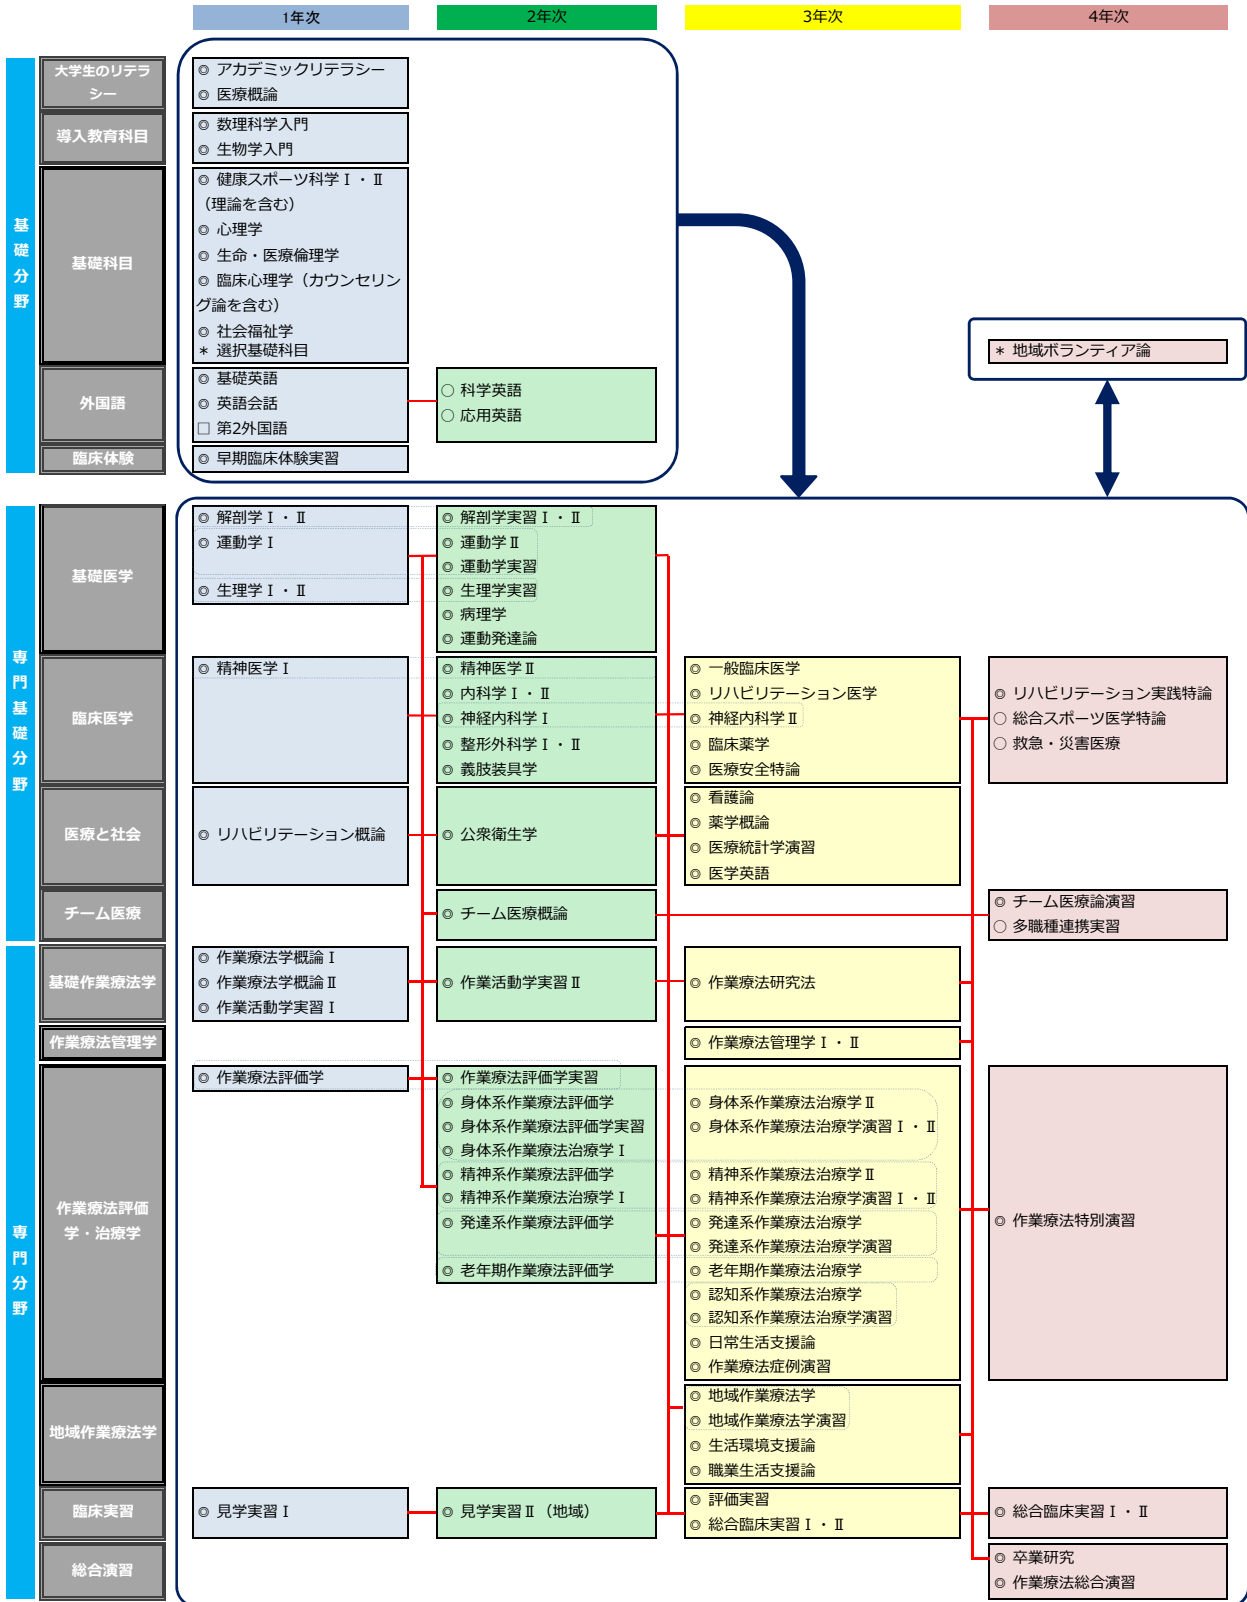 1年次
2年次
3年次
4年次
基礎分野
大学生のリテラ
シー
◎ アカデミックリテラシー
◎ 医療概論
導入教育科目
◎ 数理科学入門
◎ 生物学入門
基礎科目
◎ 健康スポーツ科学Ⅰ・Ⅱ
（理論を含む）
◎ 心理学
◎ 生命・医療倫理学
◎ 臨床心理学（カウンセリン
グ論を含む）
◎ 社会福祉学
＊ 選択基礎科目
＊ 地域ボランティア論
外国語
◎ 基礎英語
◎ 英語会話
□ 第2外国語
○ 科学英語
○ 応用英語
臨床体験
◎ 早期臨床体験実習
専門基礎分野
基礎医学
◎ 解剖学Ⅰ・Ⅱ
◎ 運動学Ⅰ
◎ 生理学Ⅰ・Ⅱ
◎ 解剖学実習Ⅰ・Ⅱ
◎ 運動学Ⅱ
◎ 運動学実習
◎ 生理学実習
◎ 病理学
◎ 運動発達論
臨床医学
◎ 精神医学Ⅰ
◎ 精神医学Ⅱ
◎ 内科学Ⅰ・Ⅱ
◎ 神経内科学Ⅰ
◎ 整形外科学Ⅰ・Ⅱ
◎ 義肢装具学
◎ 一般臨床医学
◎ リハビリテーション医学
◎ 神経内科学Ⅱ
◎ 臨床薬学
◎ 医療安全特論
◎ リハビリテーション実践特論
○ 総合スポーツ医学特論
○ 救急・災害医療
医療と社会
◎ リハビリテーション概論
◎ 公衆衛生学
◎ 看護論
◎ 薬学概論
◎ 医療統計学演習
◎ 医学英語
チーム医療
◎ チーム医療概論
◎ チーム医療論演習
○ 多職種連携実習
専門分野
基礎作業療法学
◎ 作業療法学概論Ⅰ
◎ 作業療法学概論Ⅱ
◎ 作業活動学実習Ⅰ
◎ 作業活動学実習Ⅱ
◎ 作業療法研究法
作業療法管理学
◎ 作業療法管理学Ⅰ・Ⅱ
作業療法評価
学・治療学
◎ 作業療法評価学
◎ 作業療法評価学実習
◎ 身体系作業療法評価学
◎ 身体系作業療法評価学実習
◎ 身体系作業療法治療学Ⅰ
◎ 精神系作業療法評価学
◎ 精神系作業療法治療学Ⅰ
◎ 発達系作業療法評価学
◎ 老年期作業療法評価学
◎ 身体系作業療法治療学Ⅱ
◎ 身体系作業療法治療学演習Ⅰ・Ⅱ
◎ 精神系作業療法治療学Ⅱ
◎ 精神系作業療法治療学演習Ⅰ・Ⅱ
◎ 発達系作業療法治療学
◎ 発達系作業療法治療学演習
◎ 老年期作業療法治療学
◎ 認知系作業療法治療学
◎ 認知系作業療法治療学演習
◎ 日常生活支援論
◎ 作業療法症例演習
◎ 作業療法特別演習
地域作業療法学
◎ 地域作業療法学
◎ 地域作業療法学演習
◎ 生活環境支援論
◎ 職業生活支援論
臨床実習
◎ 見学実習Ⅰ
◎ 見学実習Ⅱ（地域）
◎ 評価実習
◎ 総合臨床実習Ⅰ・Ⅱ
◎ 総合臨床実習Ⅰ・Ⅱ
総合演習
◎ 卒業研究
◎ 作業療法総合演習